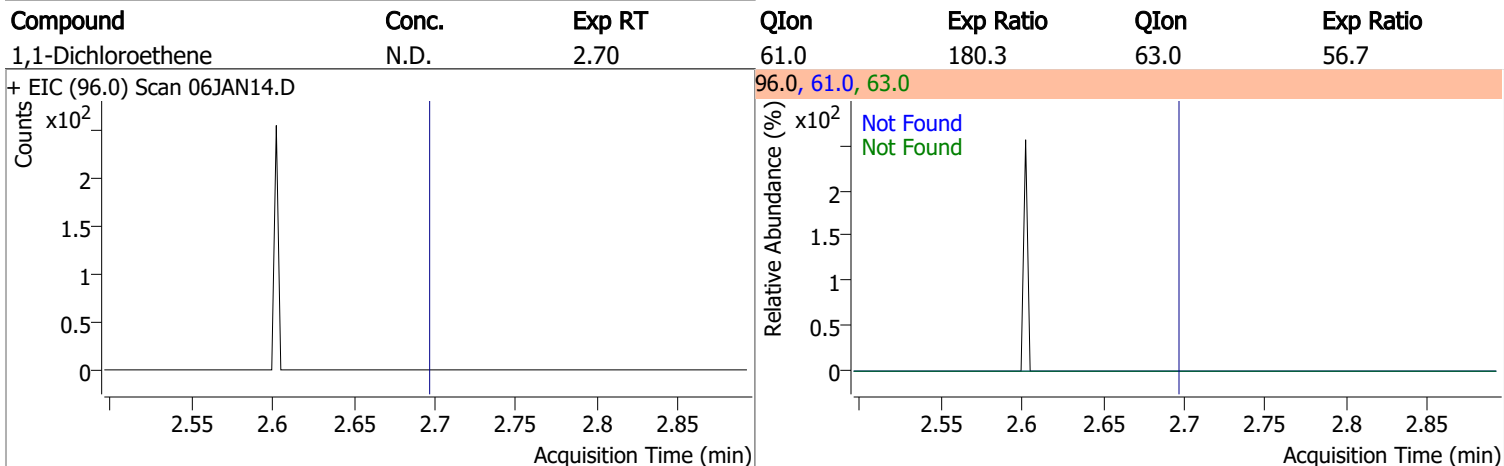 Compound Conc. Exp RT QIon Exp Ratio QIon Exp Ratio
1,1-Dichloroethene N.D. 2.70 61.0 180.3 63.0 56.7
+ EIC (96.0) Scan 06JAN14.D
Counts
x10²
2
1.5
1
0.5
0
2.55 2.6 2.65 2.7 2.75 2.8 2.85
Acquisition Time (min)
96.0, 61.0, 63.0
Relative Abundance (%)
x10²
Not Found
Not Found
2
1.5
1
0.5
0
2.55 2.6 2.65 2.7 2.75 2.8 2.85
Acquisition Time (min)